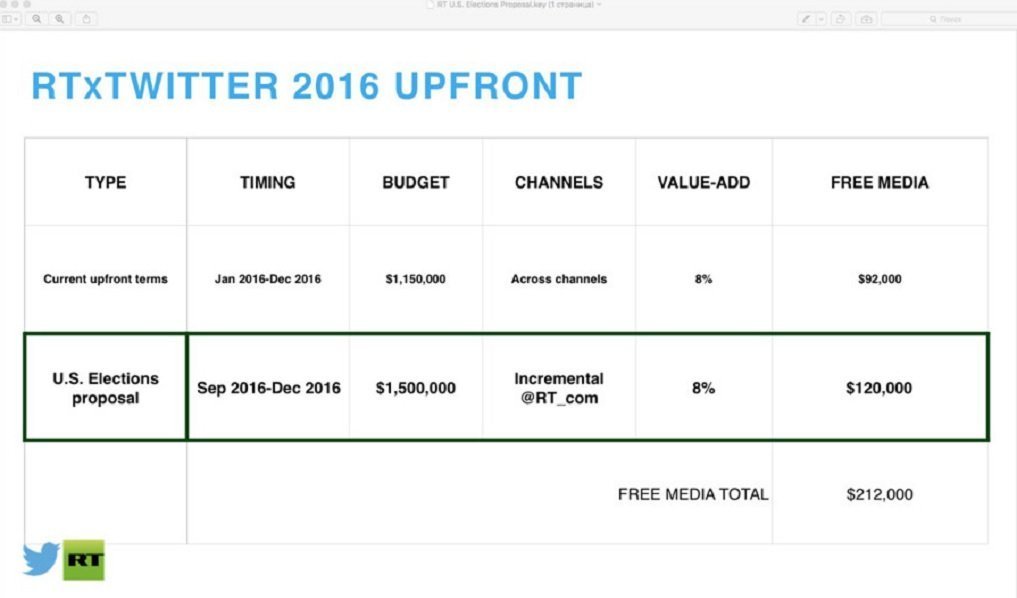 RT U.S. Elections Proposal.key (1 страница)
Поиск
RTxTWITTER 2016 UPFRONT
TYPE TIMING BUDGET CHANNELS VALUE-ADD FREE MEDIA
Current upfront terms Jan 2016-Dec 2016 $1,150,000 Across channels 8% $92,000
U.S. Elections
proposal
Sep 2016-Dec 2016 $1,500,000
Incremental
@RT_com
8% $120,000
FREE MEDIA TOTAL $212,000
RT